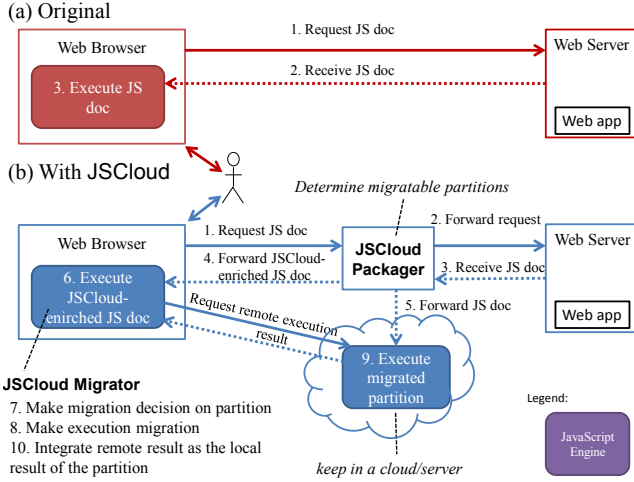 (a) Original
Web Browser
1. Request JS doc
Web Server
2. Receive JS doc
3. Execute JS
doc
Web app
(b) With JSCloud
Determine migratable partitions
Web Browser
1. Request JS doc
JSCloud
Packager
2. Forward request
Web Server
4. Forward JSCloud-
enriched JS doc
3. Receive JS doc
6. Execute
JSCloud-
enirched JS doc
Request remote execution
result
5. Forward JS doc
Web app
9. Execute
migrated
partition
JSCloud Migrator
7. Make migration decision on partition
8. Make execution migration
10. Integrate remote result as the local
result of the partition
keep in a cloud/server
Legend:
JavaScript
Engine